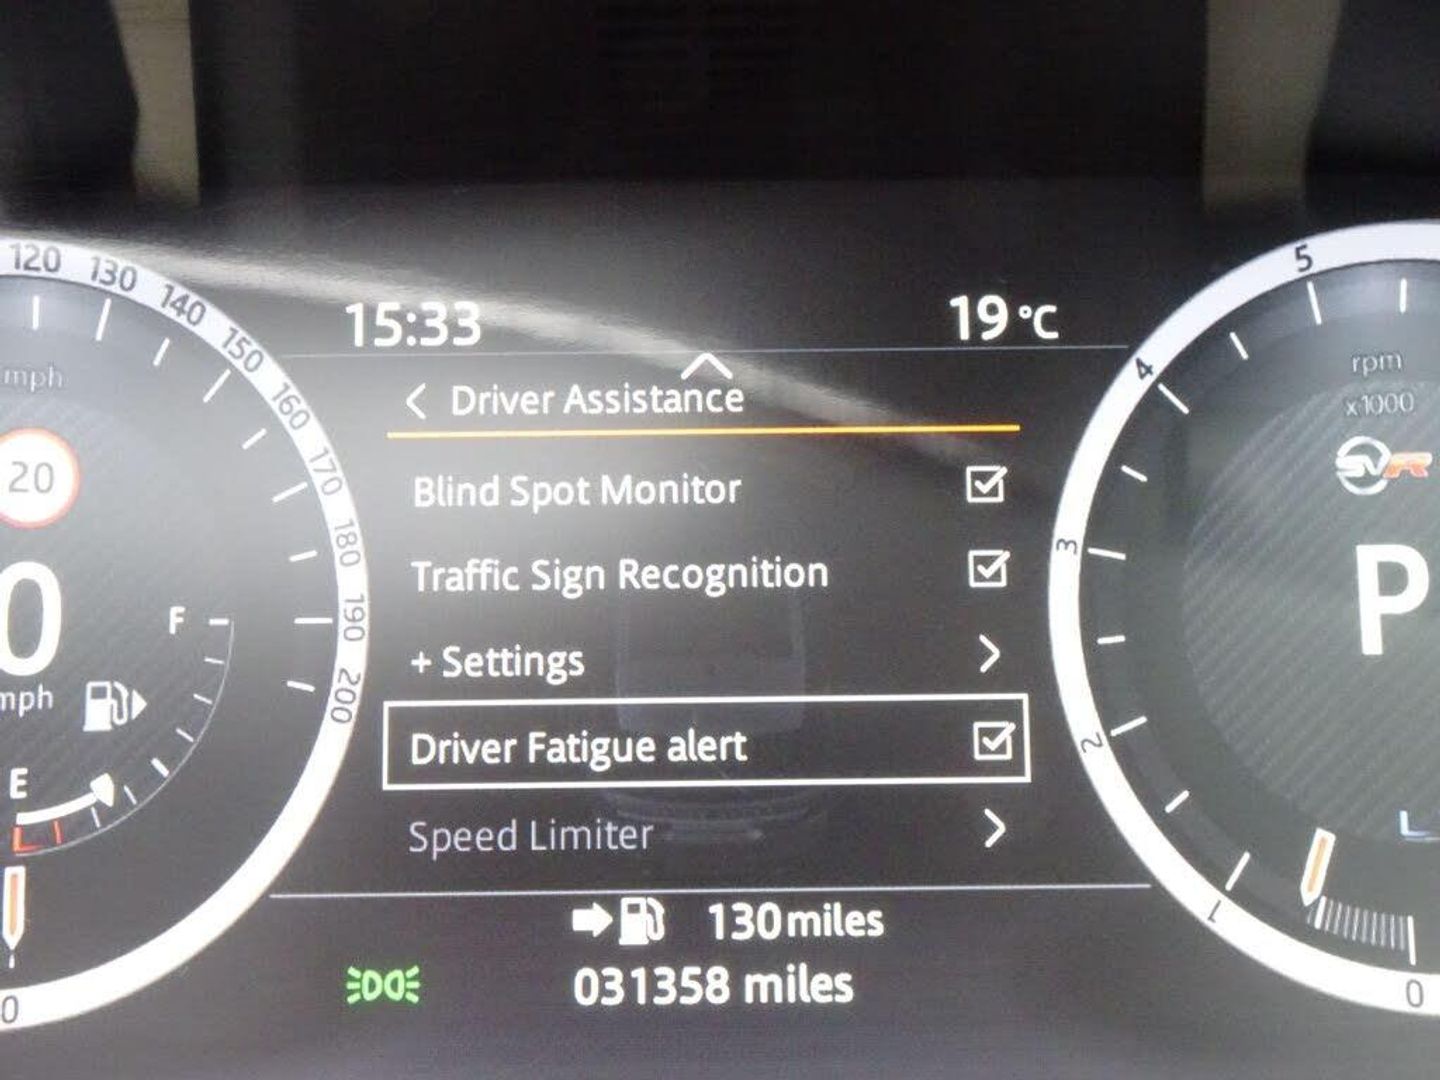 15:33
19 °C
< Driver Assistance
Blind Spot Monitor
Traffic Sign Recognition
+ Settings >
Driver Fatigue alert
Speed Limiter >
130 miles
031358 miles
120
130
140
150
160
170
180
190
200
mph
20
0
mph
F
E
0
5
4
3
2
1
0
rpm
x1000
SVR
P